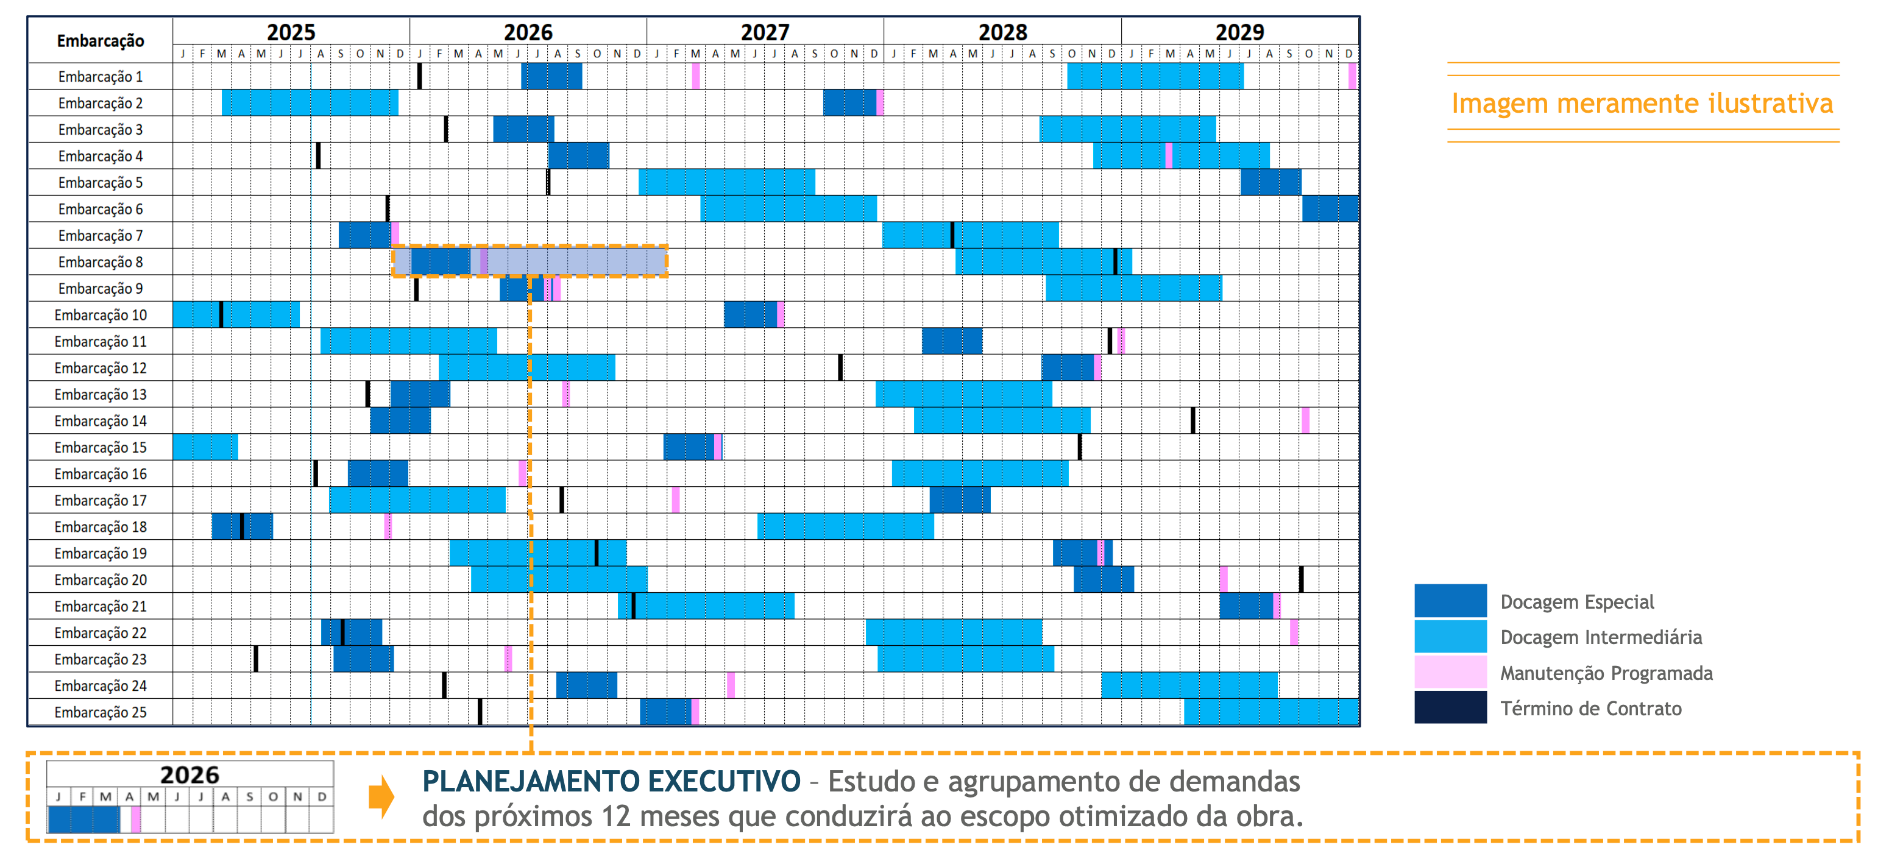 Embarcação 2025 2026 2027 2028 2029
J F M A M J J A S O N D J F M A M J J A S O N D J F M A M J J A S O N D J F M A M J J A S O N D J F M A M J J A S O N D
Embarcação 1
Embarcação 2
Embarcação 3
Embarcação 4
Embarcação 5
Embarcação 6
Embarcação 7
Embarcação 8
Embarcação 9
Embarcação 10
Embarcação 11
Embarcação 12
Embarcação 13
Embarcação 14
Embarcação 15
Embarcação 16
Embarcação 17
Embarcação 18
Embarcação 19
Embarcação 20
Embarcação 21
Embarcação 22
Embarcação 23
Embarcação 24
Embarcação 25
Imagem meramente ilustrativa
Docagem Especial
Docagem Intermediária
Manutenção Programada
Término de Contrato
2026
J F M A M J J A S O N D
PLANEJAMENTO EXECUTIVO – Estudo e agrupamento de demandas
dos próximos 12 meses que conduzirá ao escopo otimizado da obra.